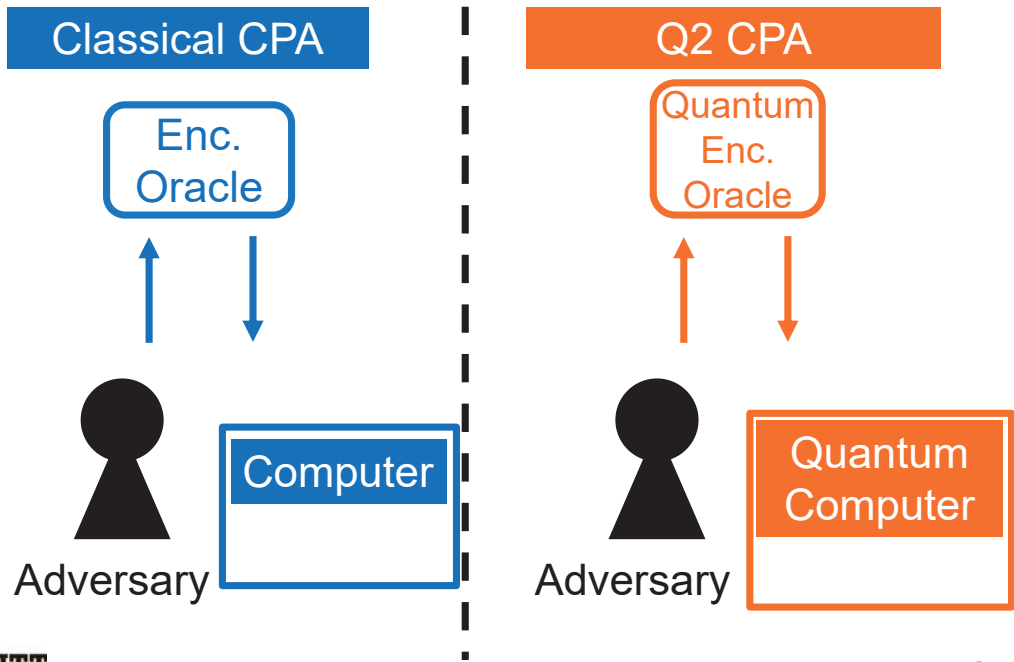 Classical CPA
Enc.
Oracle
Computer
Adversary
Q2 CPA
Quantum
Enc.
Oracle
Quantum
Computer
Adversary